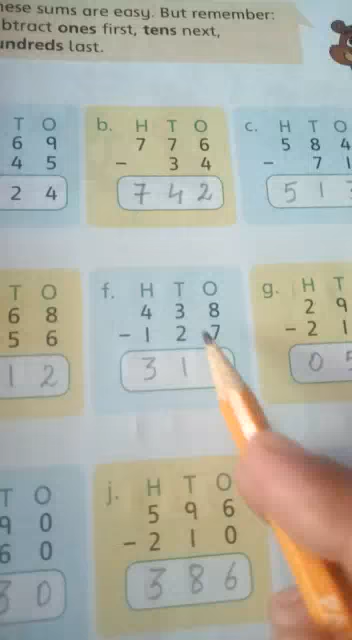 hese sums are easy. But remember:
btract ones first, tens next,
undreds last.
T O
6 9
4 5
2 4
b. H T O
7 7 6
- 3 4
7 4 2
c. H T O
5 8 4
- 7 1
5 1
T O
6 8
5 6
1 2
f. H T O
4 3 8
- 1 2 7
3 1
g. H T
2 9
- 2 1
0
T O
9 0
6 0
3 0
j. H T O
5 9 6
- 2 1 0
3 8 6